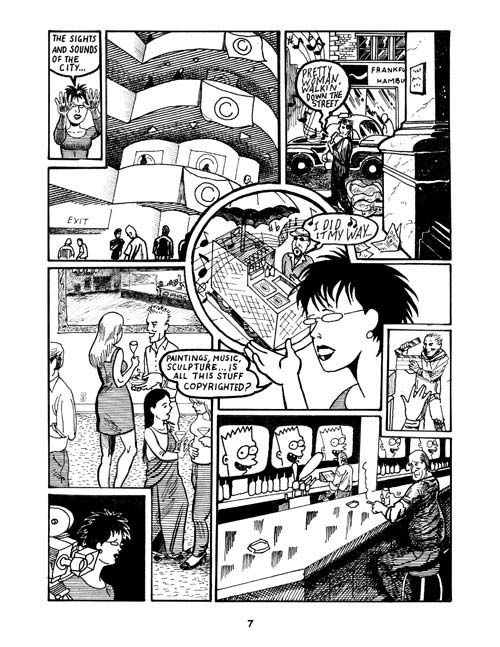 THE SIGHTS
AND SOUNDS
OF THE
CITY...
©
©
©
©
EXIT
PRETTY
WOMAN,
WALKIN'
DOWN THE
STREET
FRANKFU
HAMBU
I DID
IT MY WAY...
PAINTINGS, MUSIC,
SCULPTURE... IS
ALL THIS STUFF
COPYRIGHTED?
7